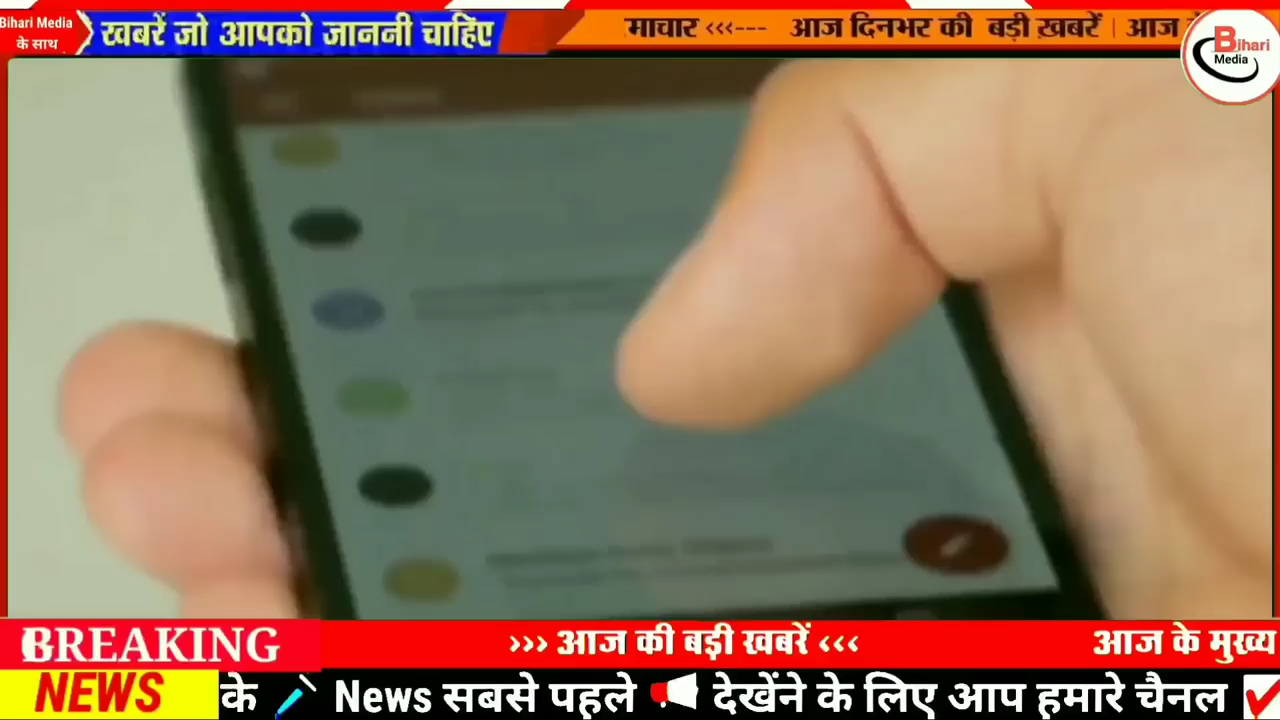 Bihari Media
के साथ
खबरें जो आपको जाननी चाहिए
माचार ‹‹‹--- आज दिनभर की बड़ी ख़बरें | आज
Bihari
Media
BREAKING
››› आज की बड़ी खबरें ‹‹‹ आज के मुख्य
NEWS
के News सबसे पहले देखेंने के लिए आप हमारे चैनल